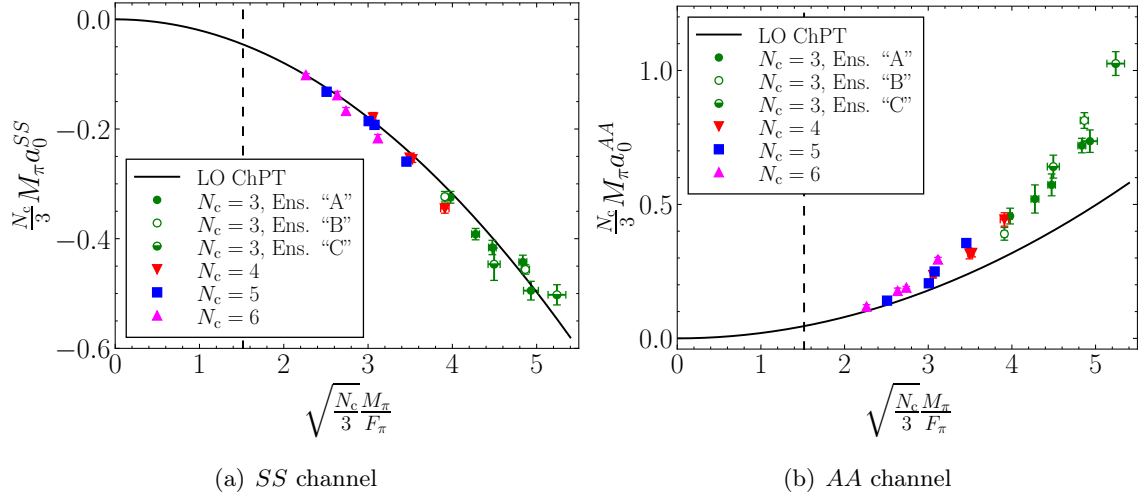 0.0
−0.2
−0.4
−0.6
N_c/3 M_π a_0^{SS}
LO ChPT
N_c = 3, Ens. “A”
N_c = 3, Ens. “B”
N_c = 3, Ens. “C”
N_c = 4
N_c = 5
N_c = 6
0 1 2 3 4 5
√(N_c/3) M_π/F_π
(a) SS channel
1.0
0.5
0.0
N_c/3 M_π a_0^{AA}
LO ChPT
N_c = 3, Ens. “A”
N_c = 3, Ens. “B”
N_c = 3, Ens. “C”
N_c = 4
N_c = 5
N_c = 6
0 1 2 3 4 5
√(N_c/3) M_π/F_π
(b) AA channel